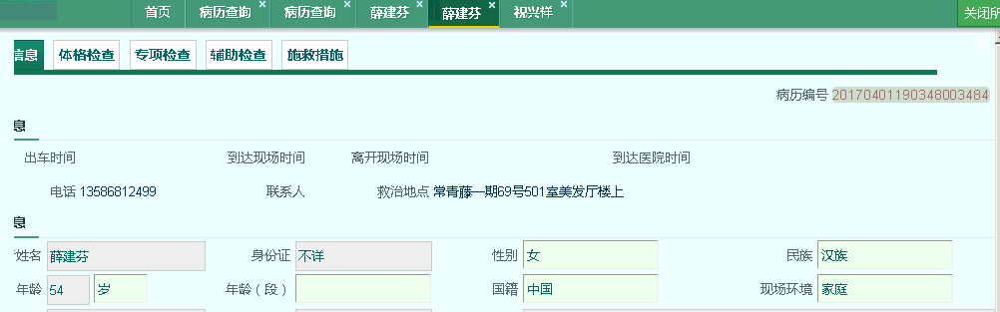 首页 病历查询 病历查询 薛建芬 薛建芬 祝兴祥 关闭所
信息 体格检查 专项检查 辅助检查 施救措施
病历编号 20170401190348003484
息
出车时间 到达现场时间 离开现场时间 到达医院时间
电话 13586812499 联系人 救治地点 常青藤一期69号501室美发厅楼上
息
姓名 薛建芬 身份证 不详 性别 女 民族 汉族
年龄 54 岁 年龄（段） 国籍 中国 现场环境 家庭